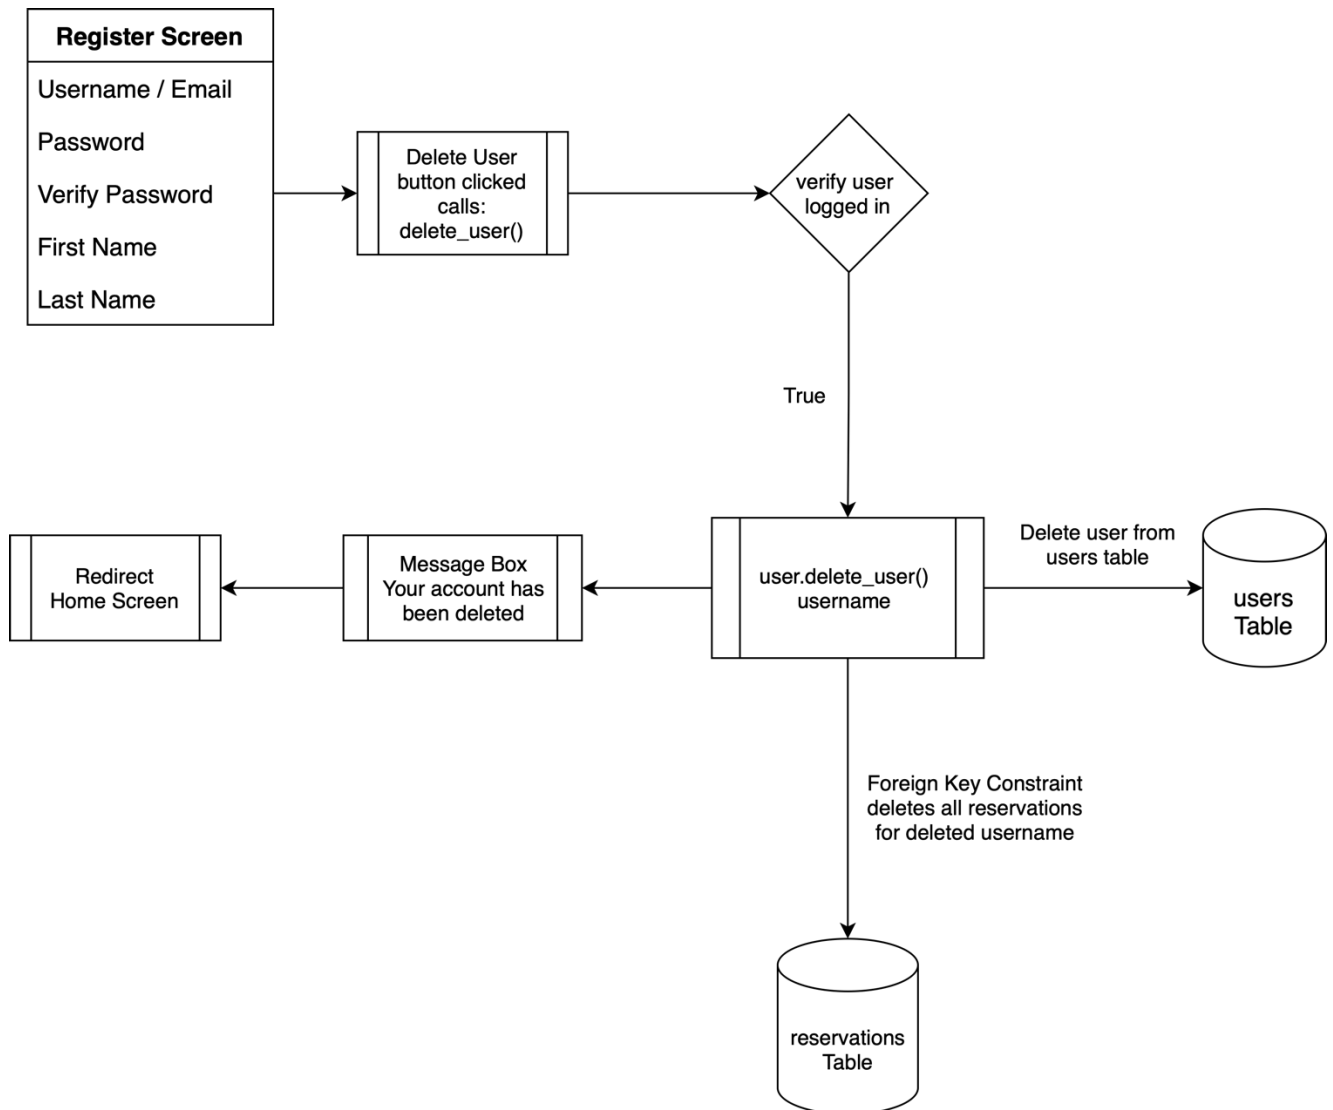 Register Screen
Username / Email
Password
Verify Password
First Name
Last Name
Delete User
button clicked
calls:
delete_user()
verify user
logged in
True
user.delete_user()
username
Delete user from
users table
users
Table
Message Box
Your account has
been deleted
Redirect
Home Screen
Foreign Key Constraint
deletes all reservations
for deleted username
reservations
Table